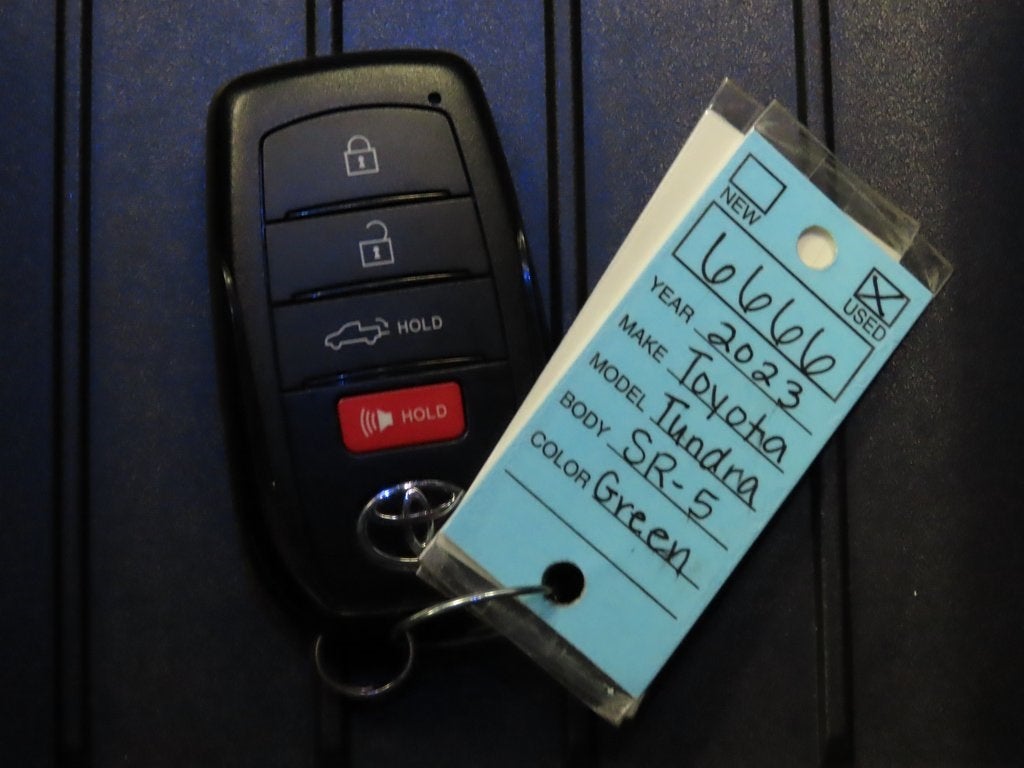 HOLD
HOLD
NEW
USED
6666
YEAR 2023
MAKE Toyota
MODEL Tundra
BODY SR-5
COLOR Green